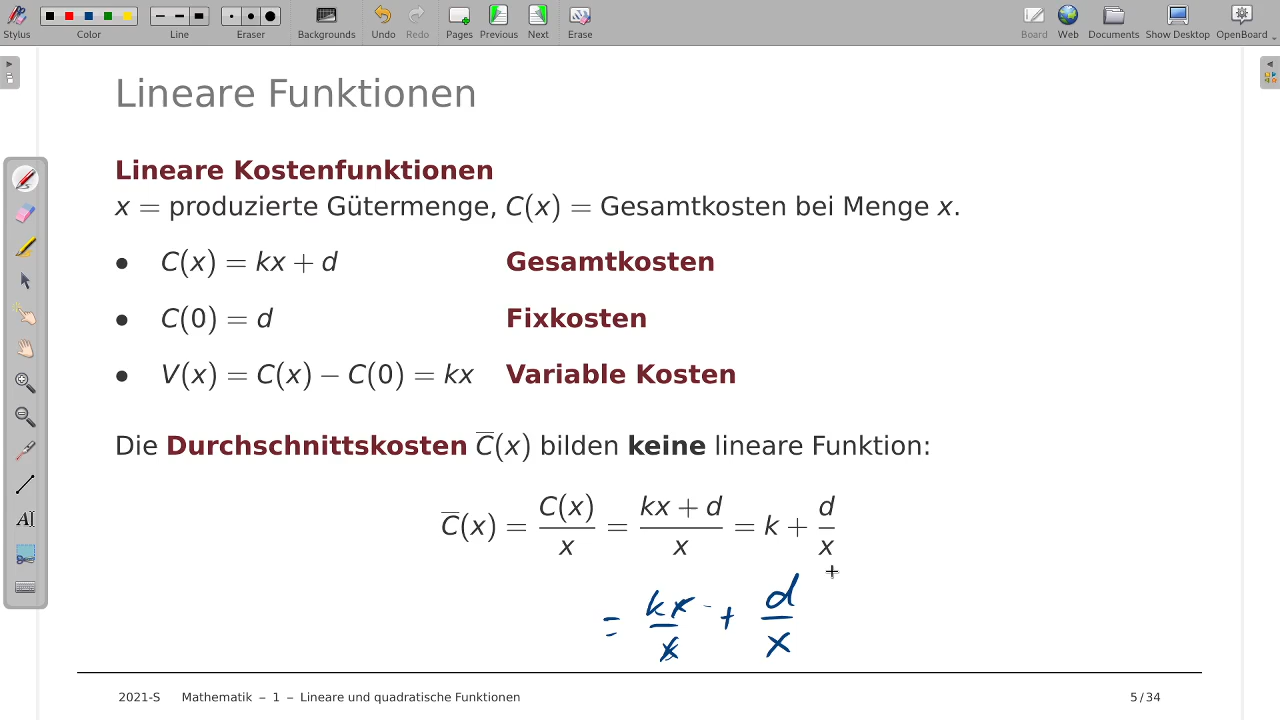 Stylus Color Line Eraser Backgrounds Undo Redo Pages Previous Next Erase Board Web Documents Show Desktop OpenBoard
Lineare Funktionen
Lineare Kostenfunktionen
x = produzierte Gütermenge, C(x) = Gesamtkosten bei Menge x.
• C(x) = kx + d Gesamtkosten
• C(0) = d Fixkosten
• V(x) = C(x) − C(0) = kx Variable Kosten
Die Durchschnittskosten C̅(x) bilden keine lineare Funktion:
C̅(x) = C(x)/x = kx + d/x = k + d/x
= kx/x + d/x
AI
2021-S Mathematik – 1 – Lineare und quadratische Funktionen 5 / 34